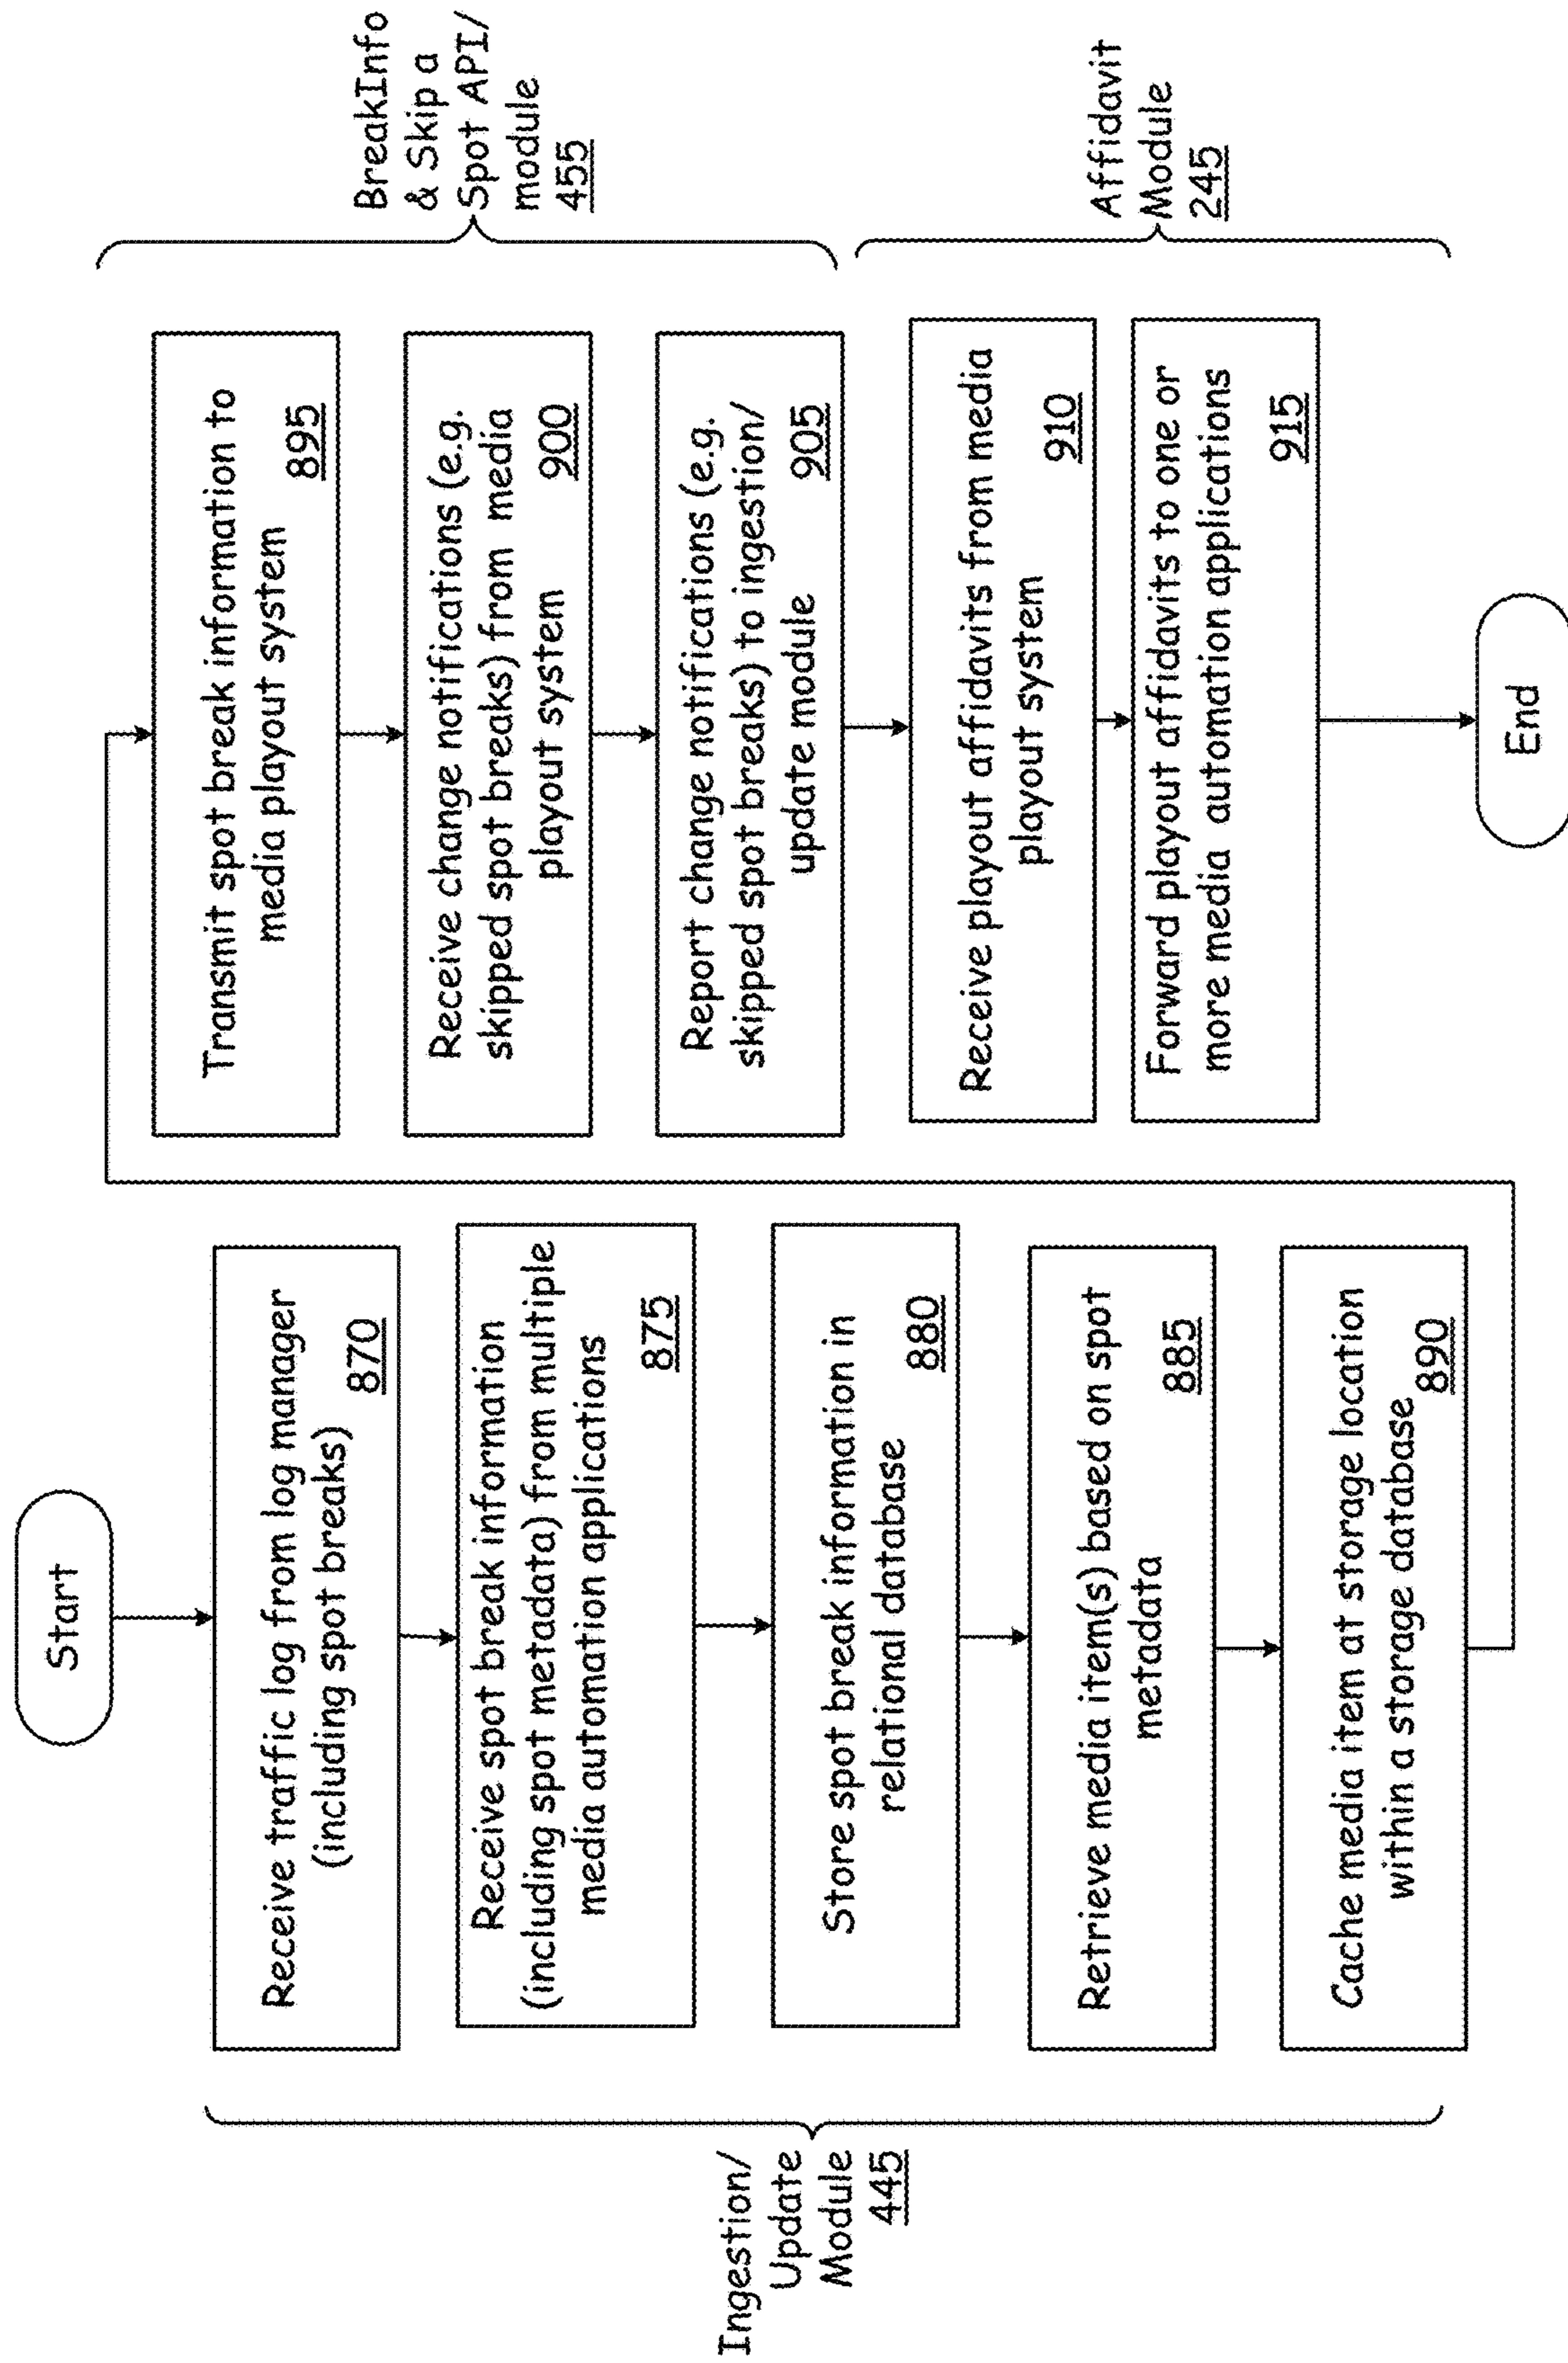 Start
Receive traffic log from log manager
(including spot breaks)
870
Receive spot break information
(including spot metadata) from multiple
media automation applications
875
Store spot break information in
relational database
880
Retrieve media item(s) based on spot
metadata
885
Cache media item at storage location
within a storage database
890
Ingestion/
Update
Module
445
Transmit spot break information to
media playout system
895
Receive change notifications (e.g.
skipped spot breaks) from media
playout system
900
Report change notifications (e.g.
skipped spot breaks) to ingestion/
update module
905
BreakInfo
& Skip a
Spot API/
module
455
Receive playout affidavits from media
playout system
910
Forward playout affidavits to one or
more media automation applications
915
Affidavit
Module
245
End